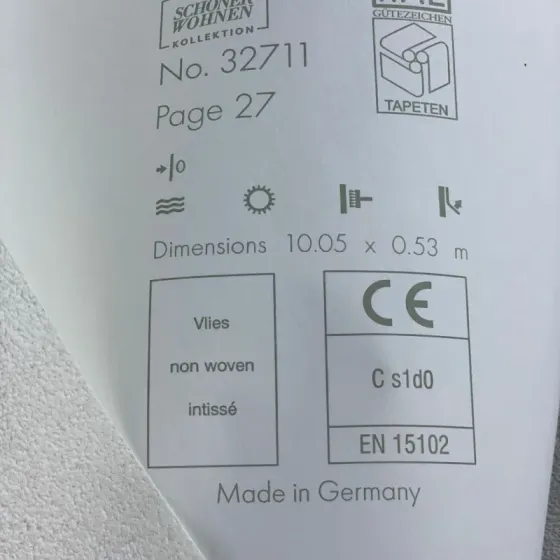 SCHÖNER
WOHNEN
KOLLEKTION
GÜTEZEICHEN
TAPETEN
No. 32711
Page 27
Dimensions 10.05 x 0.53 m
Vlies
non woven
intissé
CE
C s1d0
EN 15102
Made in Germany